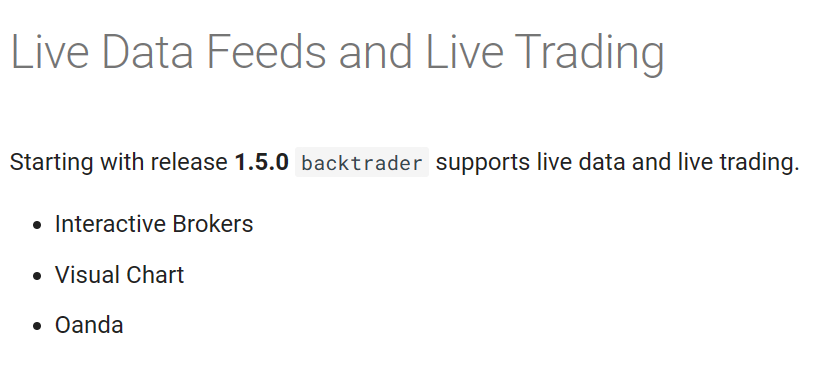 Live Data Feeds and Live Trading
Starting with release 1.5.0 backtrader supports live data and live trading.
• Interactive Brokers
• Visual Chart
• Oanda